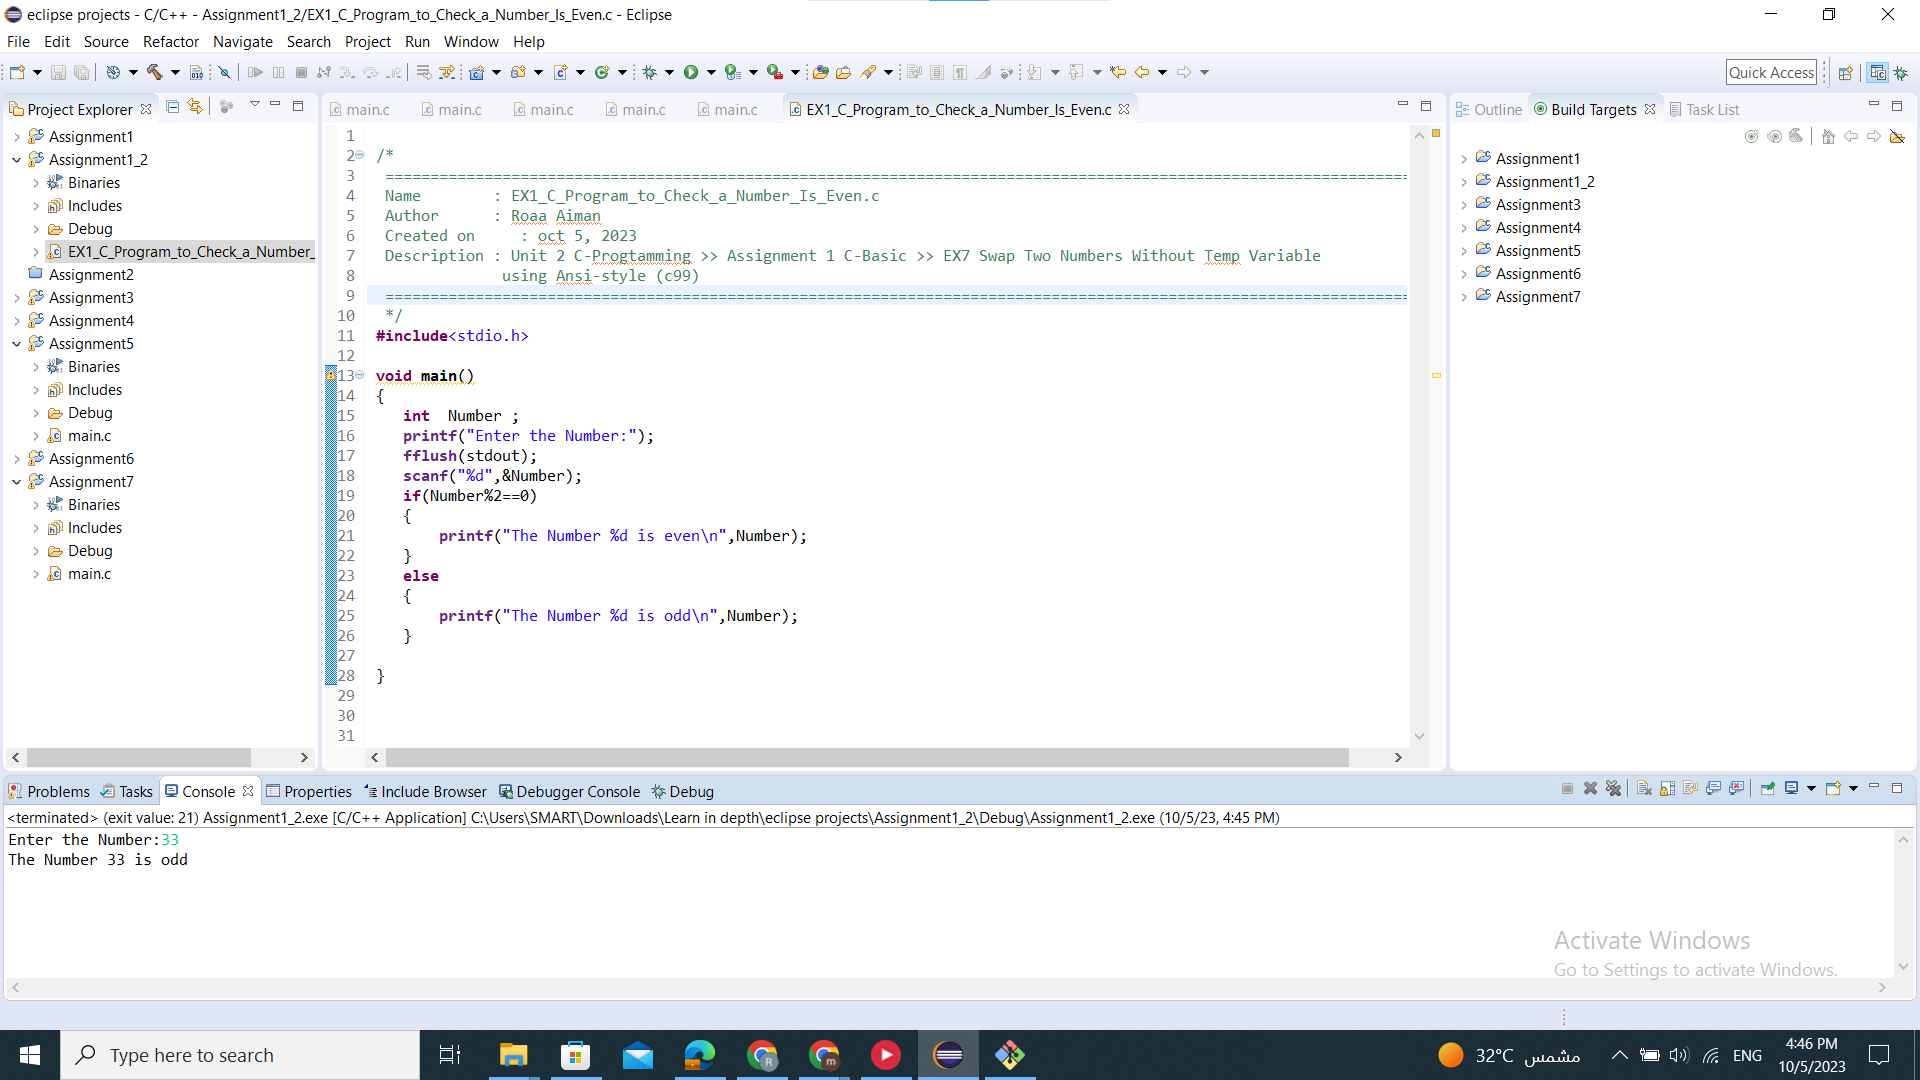 eclipse projects - C/C++ - Assignment1_2/EX1_C_Program_to_Check_a_Number_Is_Even.c - Eclipse
File Edit Source Refactor Navigate Search Project Run Window Help
Quick Access
Project Explorer
Assignment1
Assignment1_2
Binaries
Includes
Debug
EX1_C_Program_to_Check_a_Number_
Assignment2
Assignment3
Assignment4
Assignment5
Binaries
Includes
Debug
main.c
Assignment6
Assignment7
Binaries
Includes
Debug
main.c
main.c main.c main.c main.c main.c EX1_C_Program_to_Check_a_Number_Is_Even.c
1
2 /*
3 ==================================================================================================================
4 Name : EX1_C_Program_to_Check_a_Number_Is_Even.c
5 Author : Roaa Aiman
6 Created on : oct 5, 2023
7 Description : Unit 2 C-Progtamming >> Assignment 1 C-Basic >> EX7 Swap Two Numbers Without Temp Variable
8 using Ansi-style (c99)
9 ==================================================================================================================
10 */
11 #include<stdio.h>
12
13 void main()
14 {
15 int Number ;
16 printf("Enter the Number:");
17 fflush(stdout);
18 scanf("%d",&Number);
19 if(Number%2==0)
20 {
21 printf("The Number %d is even\n",Number);
22 }
23 else
24 {
25 printf("The Number %d is odd\n",Number);
26 }
27
28 }
29
30
31
Outline Build Targets Task List
Assignment1
Assignment1_2
Assignment3
Assignment4
Assignment5
Assignment6
Assignment7
Problems Tasks Console Properties Include Browser Debugger Console Debug
<terminated> (exit value: 21) Assignment1_2.exe [C/C++ Application] C:\Users\SMART\Downloads\Learn in depth\eclipse projects\Assignment1_2\Debug\Assignment1_2.exe (10/5/23, 4:45 PM)
Enter the Number:33
The Number 33 is odd
Activate Windows
Go to Settings to activate Windows.
Type here to search
32°C مشمس
ENG
4:46 PM
10/5/2023